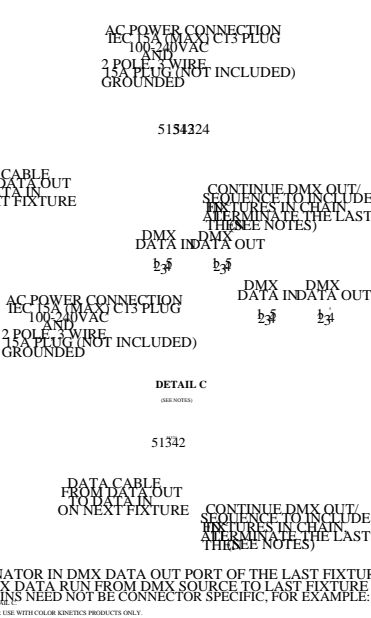 AC POWER CONNECTION
IEC 15A (MAX) C13 PLUG
100-240VAC
AND
2 POLE, 3 WIRE
15A PLUG (NOT INCLUDED)
GROUNDED
CABLE
DATA OUT
TA IN
T FIXTURE
CONTINUE DMX OUT/
SEQUENCE TO INCLUDE
FIXTURES IN CHAIN.
TERMINATE THE LAST
(SEE NOTES)
DMX DMX
DATA IN DATA OUT
DMX DMX
DATA IN DATA OUT
AC POWER CONNECTION
IEC 15A (MAX) C13 PLUG
100-240VAC
AND
2 POLE, 3 WIRE
15A PLUG (NOT INCLUDED)
GROUNDED
DETAIL C
(SEE NOTES)
51342
DATA CABLE
FROM DATA OUT
TO DATA IN
ON NEXT FIXTURE
CONTINUE DMX OUT/
SEQUENCE TO INCLUDE
FIXTURES IN CHAIN.
TERMINATE THE LAST
THEN (SEE NOTES)
NATOR IN DMX DATA OUT PORT OF THE LAST FIXTUR
X DATA RUN FROM DMX SOURCE TO LAST FIXTURE
INS NEED NOT BE CONNECTOR SPECIFIC, FOR EXAMPLE:
AIL C.
USE WITH COLOR KINETICS PRODUCTS ONLY.